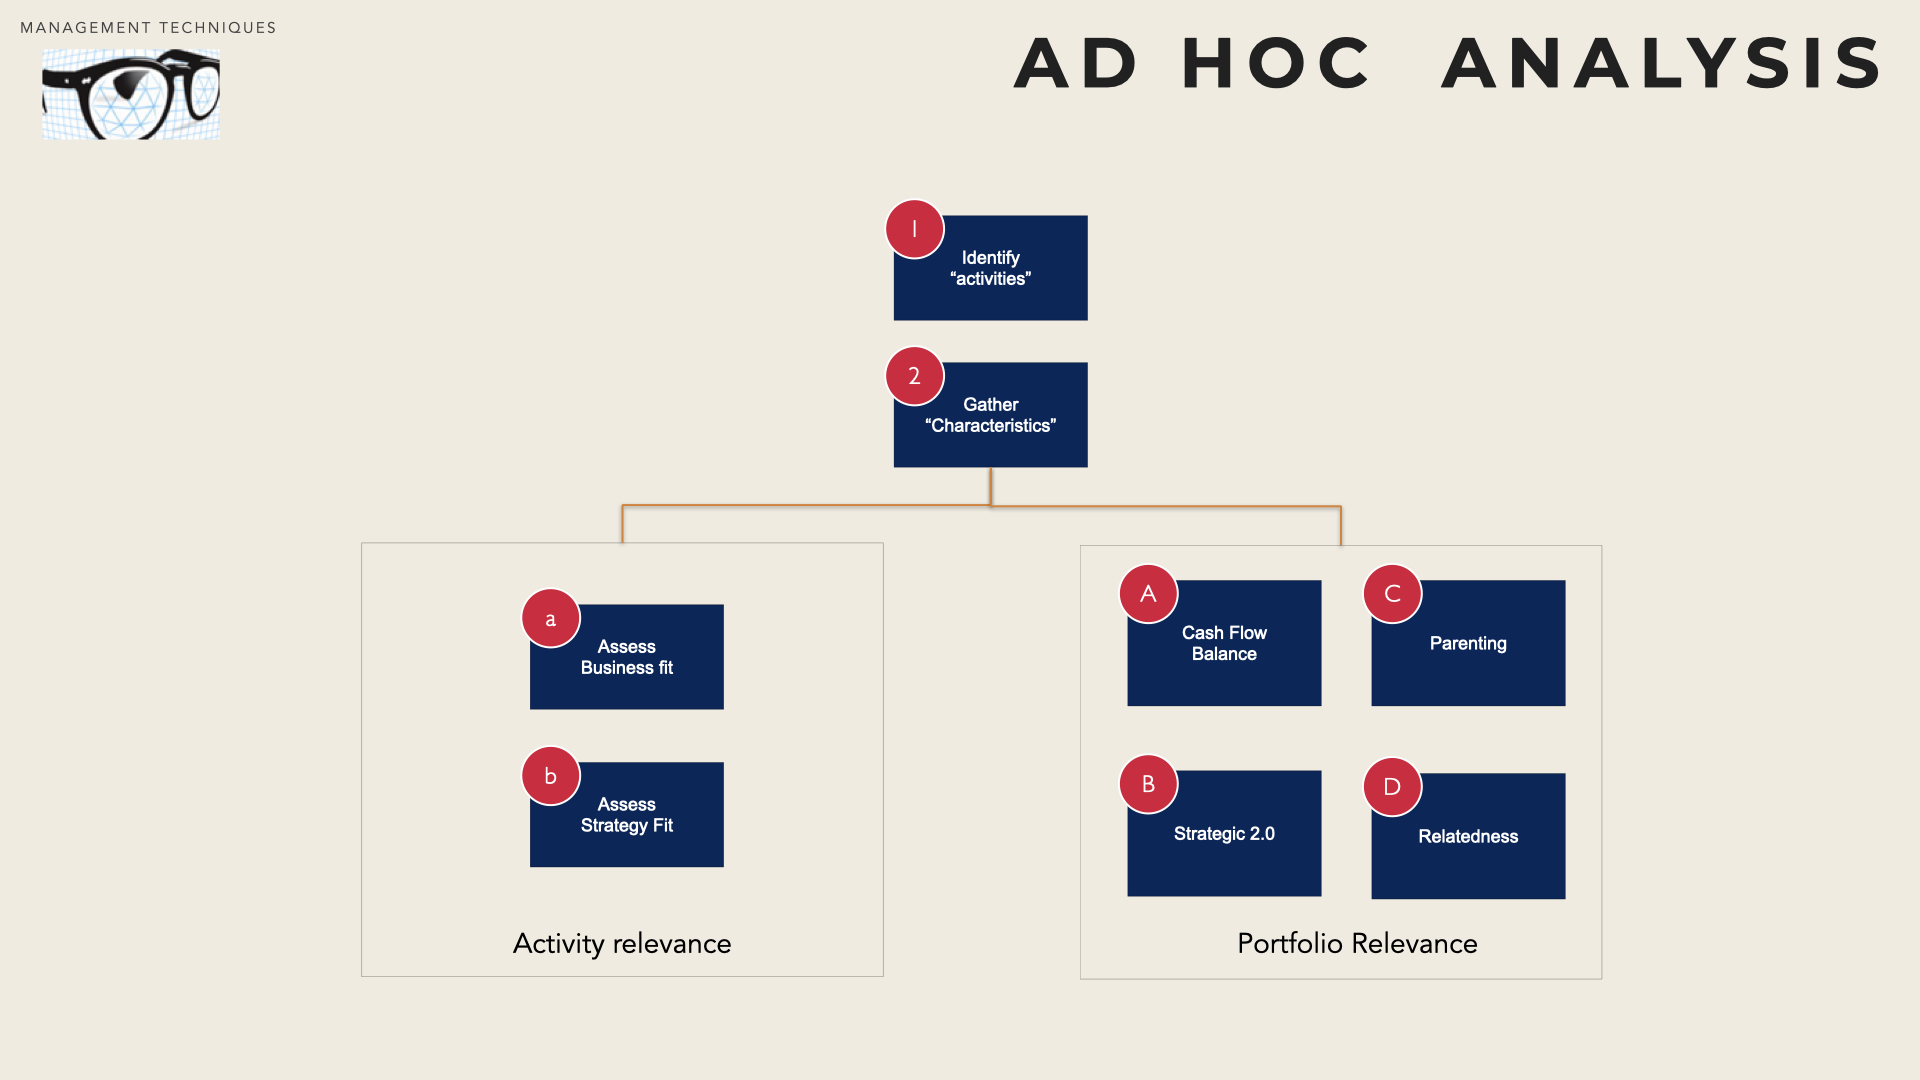 MANAGEMENT TECHNIQUES
AD HOC ANALYSIS
1
Identify
“activities”
2
Gather
“Characteristics”
a
Assess
Business fit
b
Assess
Strategy Fit
Activity relevance
A
Cash Flow
Balance
C
Parenting
B
Strategic 2.0
D
Relatedness
Portfolio Relevance